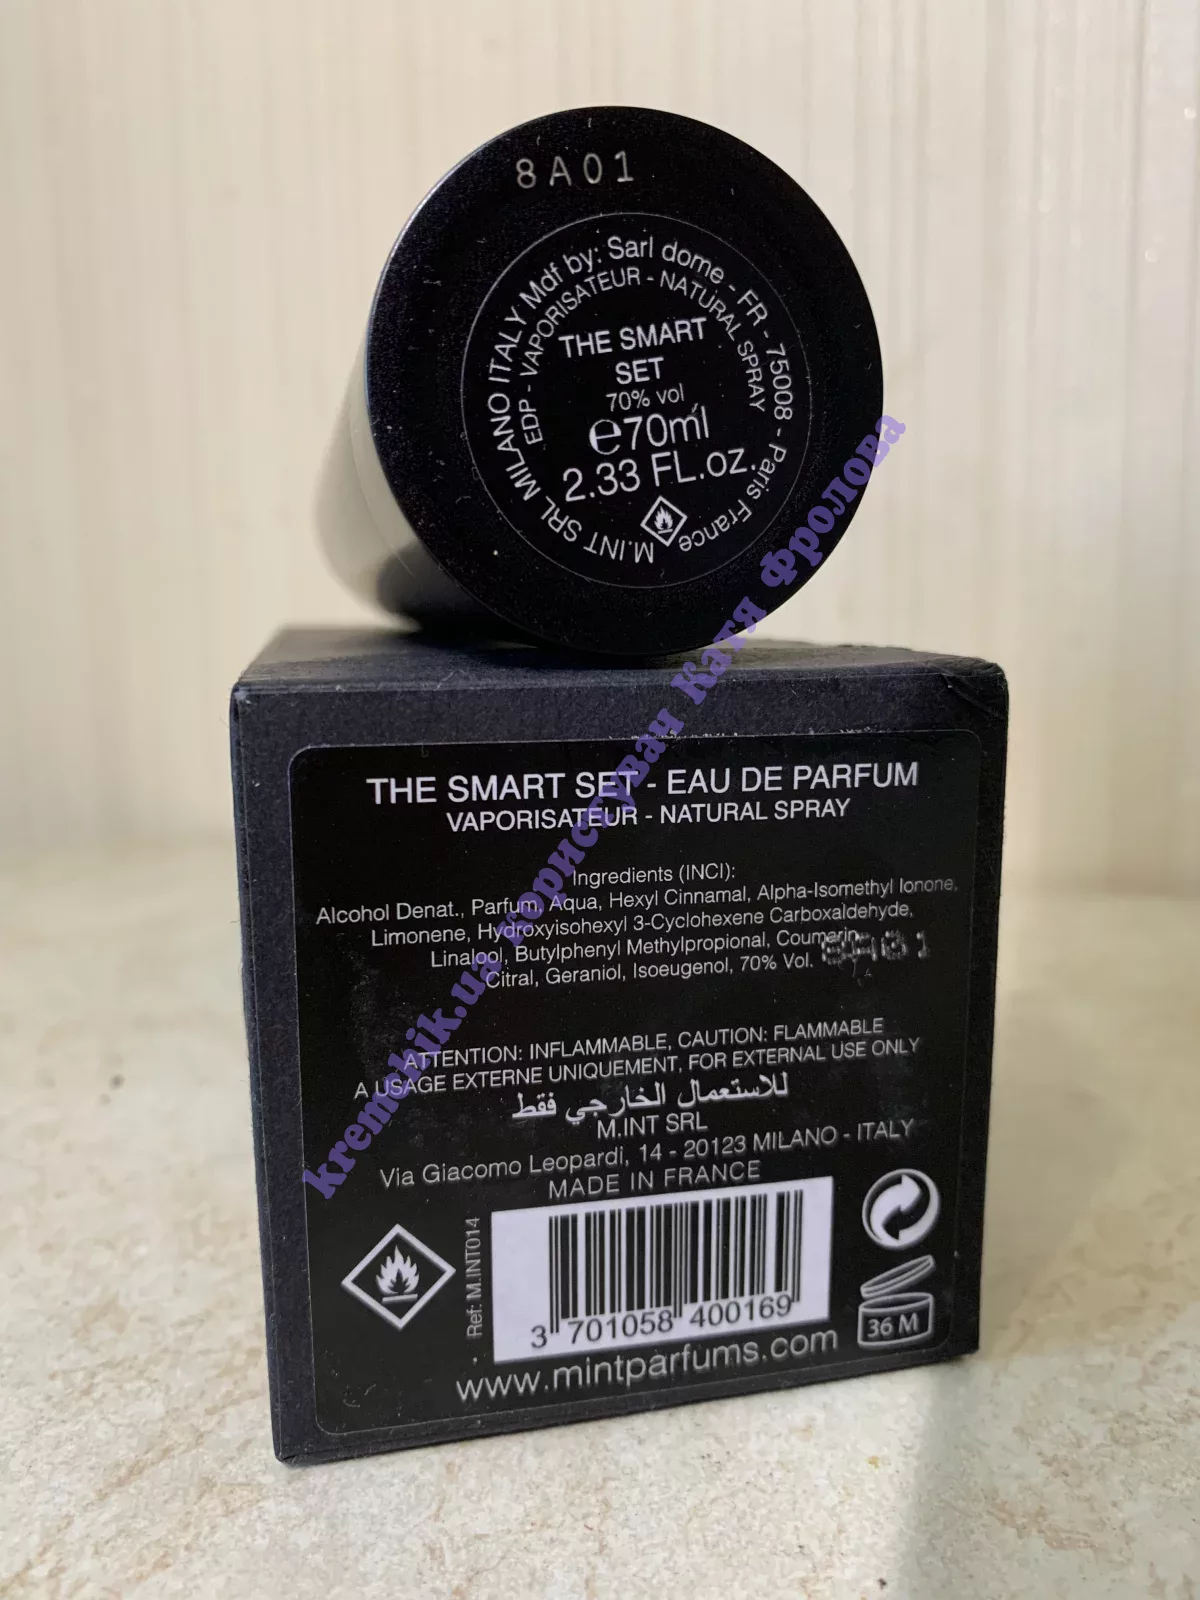 8A01
M.INT SRL MILANO ITALY Mdf by: Sarl dome - FR - 75008 - Paris France
EDP - VAPORISATEUR - NATURAL SPRAY
THE SMART
SET
70% vol
℮70ml
2.33 FL.oz.
THE SMART SET - EAU DE PARFUM
VAPORISATEUR - NATURAL SPRAY
Ingredients (INCI):
Alcohol Denat., Parfum, Aqua, Hexyl Cinnamal, Alpha-Isomethyl Ionone,
Limonene, Hydroxyisohexyl 3-Cyclohexene Carboxaldehyde,
Linalool, Butylphenyl Methylpropional, Coumarin,
Citral, Geraniol, Isoeugenol, 70% Vol.
8A01
ATTENTION: INFLAMMABLE, CAUTION: FLAMMABLE
A USAGE EXTERNE UNIQUEMENT, FOR EXTERNAL USE ONLY
للاستعمال الخارجي فقط
M.INT SRL
Via Giacomo Leopardi, 14 - 20123 MILANO - ITALY
MADE IN FRANCE
Ref: M.INT014
3 701058 400169
36 M
www.mintparfums.com
kremchik.ua користувач Катя Фролова